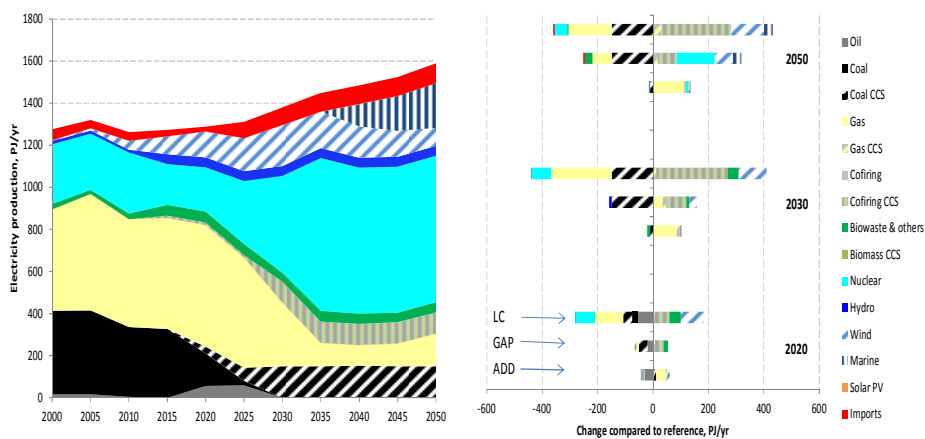 Electricity production, PJ/yr
1800
1600
1400
1200
1000
800
600
400
200
0
2000 2005 2010 2015 2020 2025 2030 2035 2040 2045 2050
2050
2030
LC
GAP
2020
ADD
-600 -400 -200 0 200 400 600
Change compared to reference, PJ/yr
Oil
Coal
Coal CCS
Gas
Gas CCS
Cofiring
Cofiring CCS
Biowaste & others
Biomass CCS
Nuclear
Hydro
Wind
Marine
Solar PV
Imports